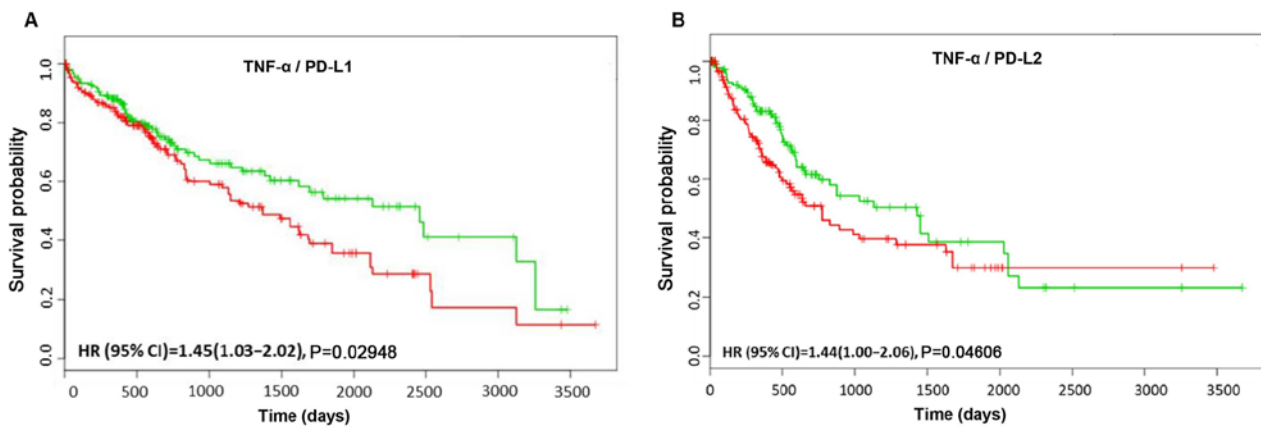 A
TNF-α / PD-L1
Survival probability
1.0
0.8
0.6
0.4
0.2
0.0
HR (95% CI)=1.45(1.03–2.02), P=0.02948
0 500 1000 1500 2000 2500 3000 3500
Time (days)
B
TNF-α / PD-L2
Survival probability
1.0
0.8
0.6
0.4
0.2
0.0
HR (95% CI)=1.44(1.00–2.06), P=0.04606
0 500 1000 1500 2000 2500 3000 3500
Time (days)